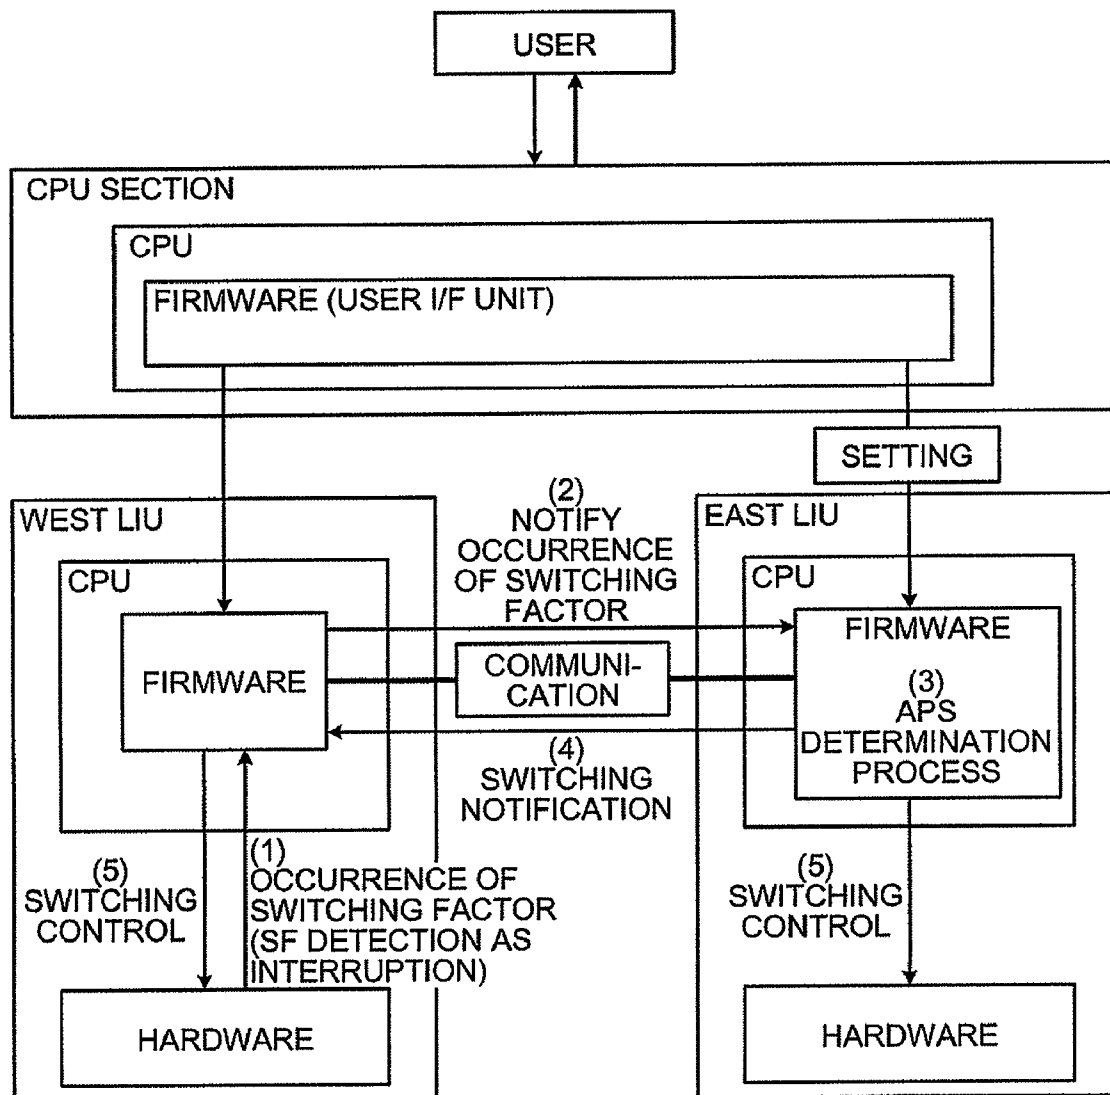 USER
CPU SECTION
CPU
FIRMWARE (USER I/F UNIT)
SETTING
WEST LIU
CPU
FIRMWARE
(2)
NOTIFY
OCCURRENCE
OF SWITCHING
FACTOR
COMMUNI-
CATION
(4)
SWITCHING
NOTIFICATION
EAST LIU
CPU
FIRMWARE
(3)
APS
DETERMINATION
PROCESS
(5)
SWITCHING
CONTROL
(1)
OCCURRENCE OF
SWITCHING FACTOR
(SF DETECTION AS
INTERRUPTION)
HARDWARE
(5)
SWITCHING
CONTROL
HARDWARE